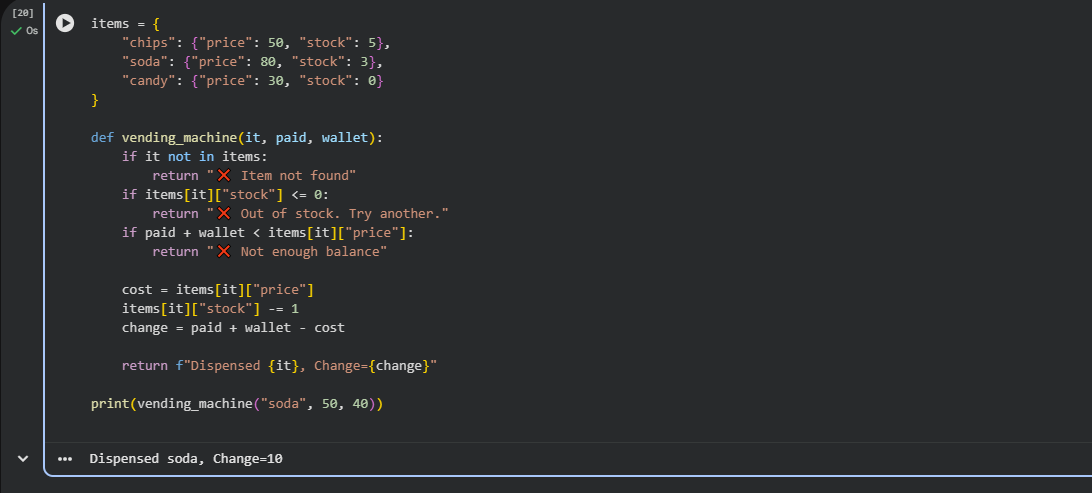 [20]
0s
items = {
    "chips": {"price": 50, "stock": 5},
    "soda": {"price": 80, "stock": 3},
    "candy": {"price": 30, "stock": 0}
}
def vending_machine(it, paid, wallet):
    if it not in items:
        return "❌ Item not found"
    if items[it]["stock"] <= 0:
        return "❌ Out of stock. Try another."
    if paid + wallet < items[it]["price"]:
        return "❌ Not enough balance"
    cost = items[it]["price"]
    items[it]["stock"] -= 1
    change = paid + wallet - cost
    return f"Dispensed {it}, Change={change}"
print(vending_machine("soda", 50, 40))
Dispensed soda, Change=10